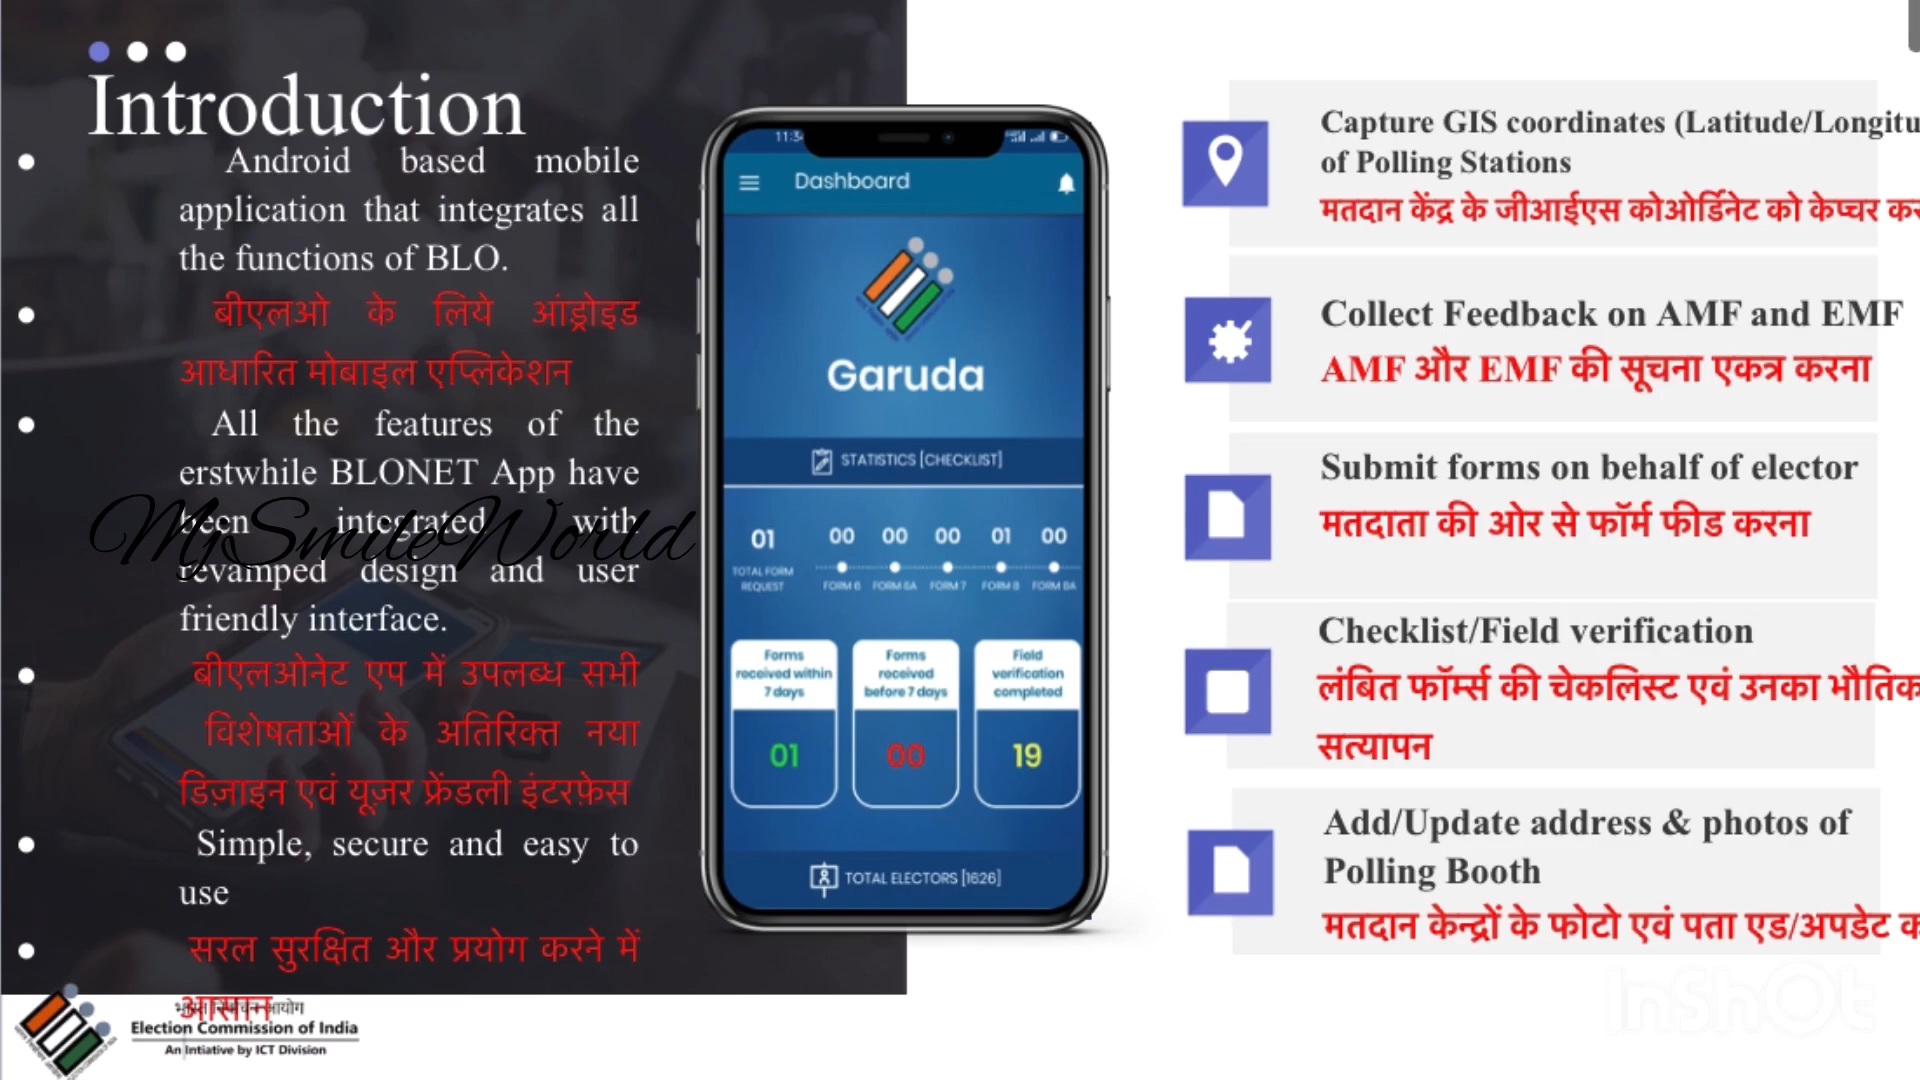 Introduction
Android based mobile
application that integrates all
the functions of BLO.
बीएलओ के लिये आंड्रोइड
आधारित मोबाइल एप्लिकेशन
All the features of the
erstwhile BLONET App have
been integrated with
revamped design and user
friendly interface.
बीएलओनेट एप में उपलब्ध सभी
विशेषताओं के अतिरिक्त नया
डिज़ाइन एवं यूज़र फ्रेंडली इंटरफ़ेस
Simple, secure and easy to
use
सरल सुरक्षित और प्रयोग करने में
आसान
MjSmileWorld
भारत निर्वाचन आयोग
Election Commission of India
An Intiative by ICT Division
11:3
Dashboard
Garuda
STATISTICS [CHECKLIST]
01 00 00 00 01 00
TOTAL FORM
REQUEST
FORM 6 FORM 6A FORM 7 FORM 8 FORM 8A
Forms
received within
7 days
01
Forms
received
before 7 days
00
Field
verification
completed
19
TOTAL ELECTORS [1626]
Capture GIS coordinates (Latitude/Longitu
of Polling Stations
मतदान केंद्र के जीआईएस कोओर्डिनेट को केप्चर कर
Collect Feedback on AMF and EMF
AMF और EMF की सूचना एकत्र करना
Submit forms on behalf of elector
मतदाता की ओर से फॉर्म फीड करना
Checklist/Field verification
लंबित फॉर्म्स की चेकलिस्ट एवं उनका भौतिक
सत्यापन
Add/Update address & photos of
Polling Booth
मतदान केन्द्रों के फोटो एवं पता एड/अपडेट क
InShOt